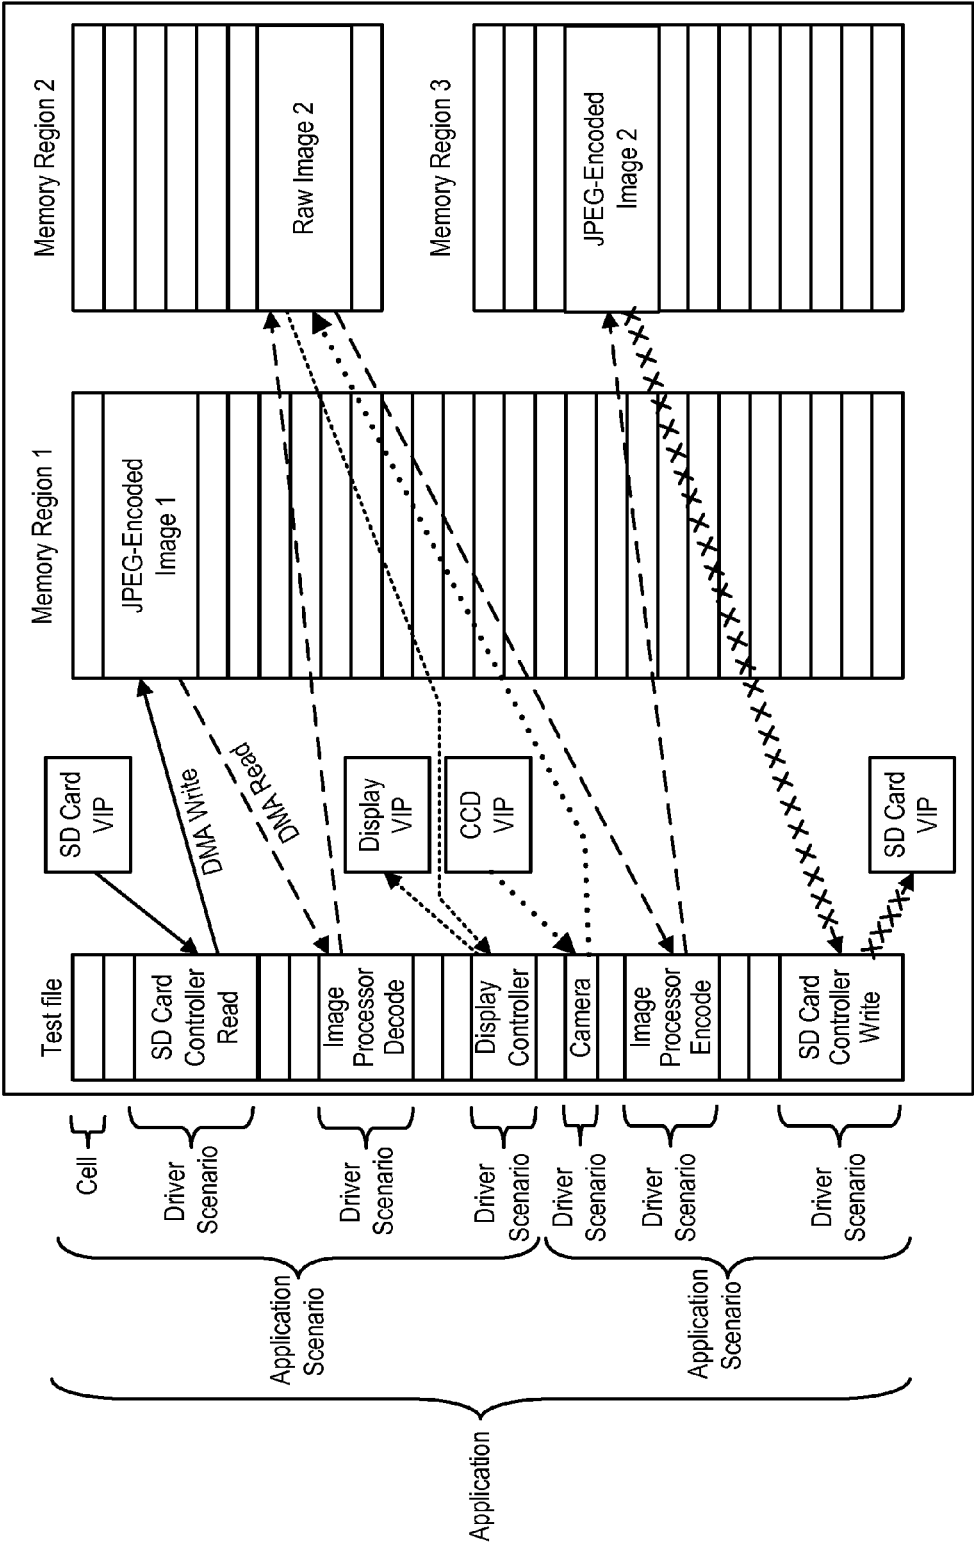 Application
Application
Scenario
Application
Scenario
Cell
Driver
Scenario
Driver
Scenario
Driver
Scenario
Driver
Scenario
Driver
Scenario
Driver
Scenario
Test file
SD Card
Controller
Read
Image
Processor
Decode
Display
Controller
Camera
Image
Processor
Encode
SD Card
Controller
Write
SD Card
VIP
Display
VIP
CCD
VIP
SD Card
VIP
DMA Write
DMA Read
Memory Region 1
JPEG-Encoded
Image 1
Memory Region 2
Raw Image 2
Memory Region 3
JPEG-Encoded
Image 2